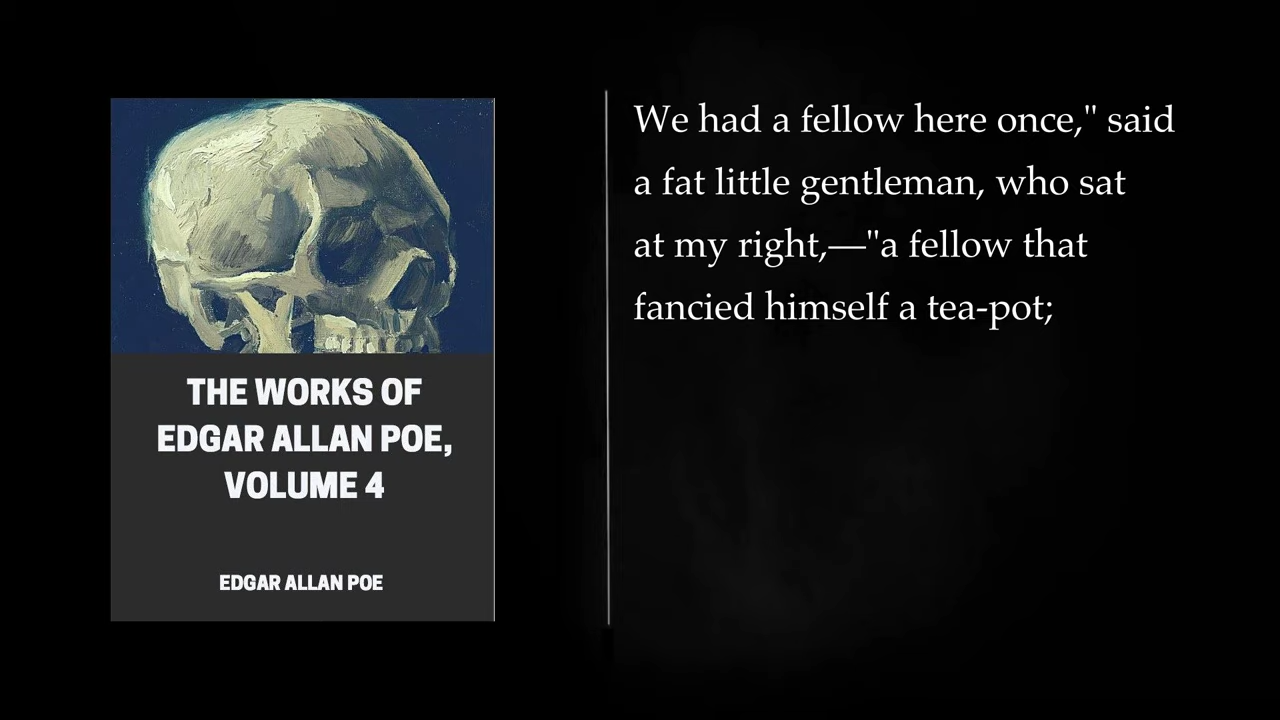 THE WORKS OF
EDGAR ALLAN POE,
VOLUME 4
EDGAR ALLAN POE
We had a fellow here once," said
a fat little gentleman, who sat
at my right,—"a fellow that
fancied himself a tea-pot;